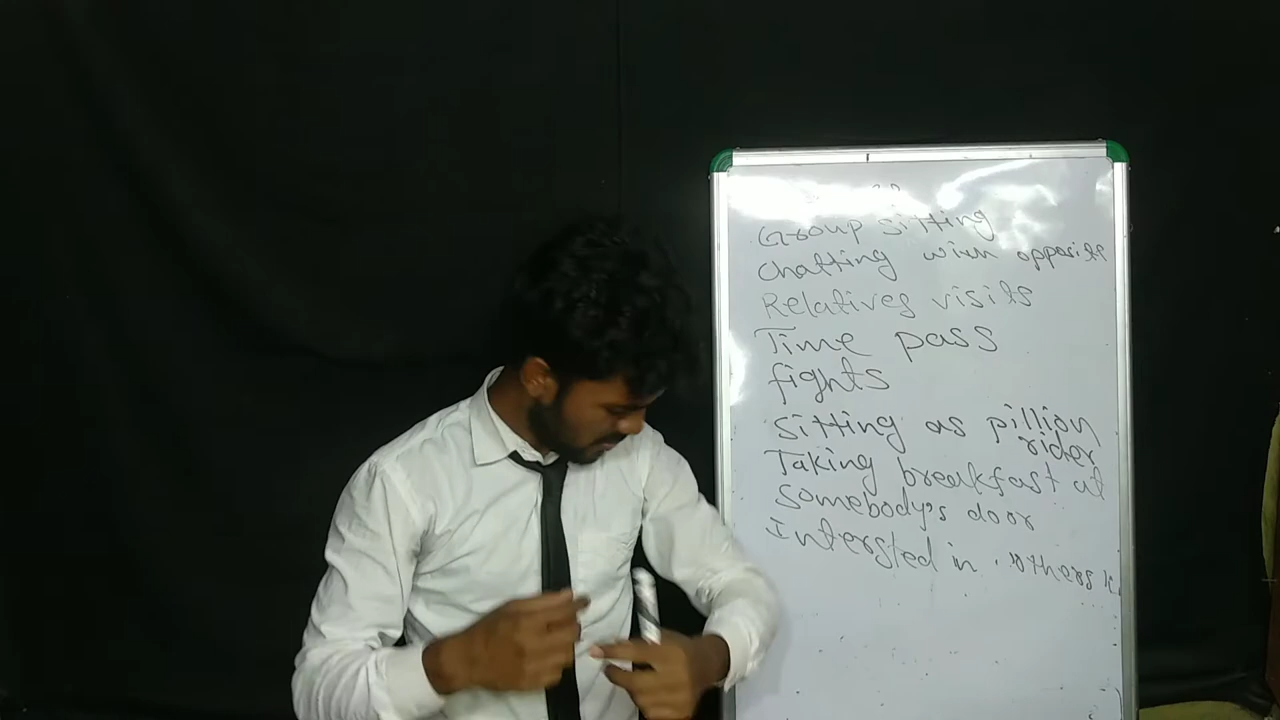 Group sitting
Chatting with opposite
Relatives visits
Time pass
fights
Sitting as pillion
rider
Taking breakfast at
Somebody's door
Intersted in others